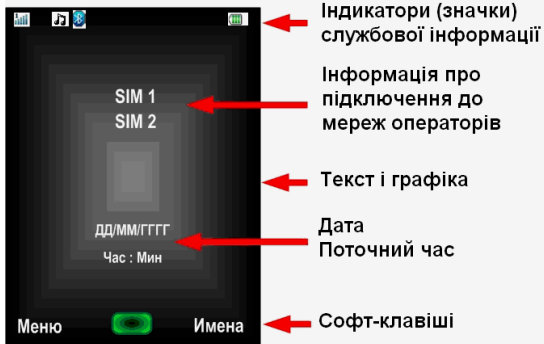 Індикатори (значки)
службової інформації
SIM 1
SIM 2
Інформація про
підключення до
мереж операторів
Текст і графіка
ДД/ММ/ГГГГ
Час : Мин
Дата
Поточний час
Меню
Имена
Софт-клавіші